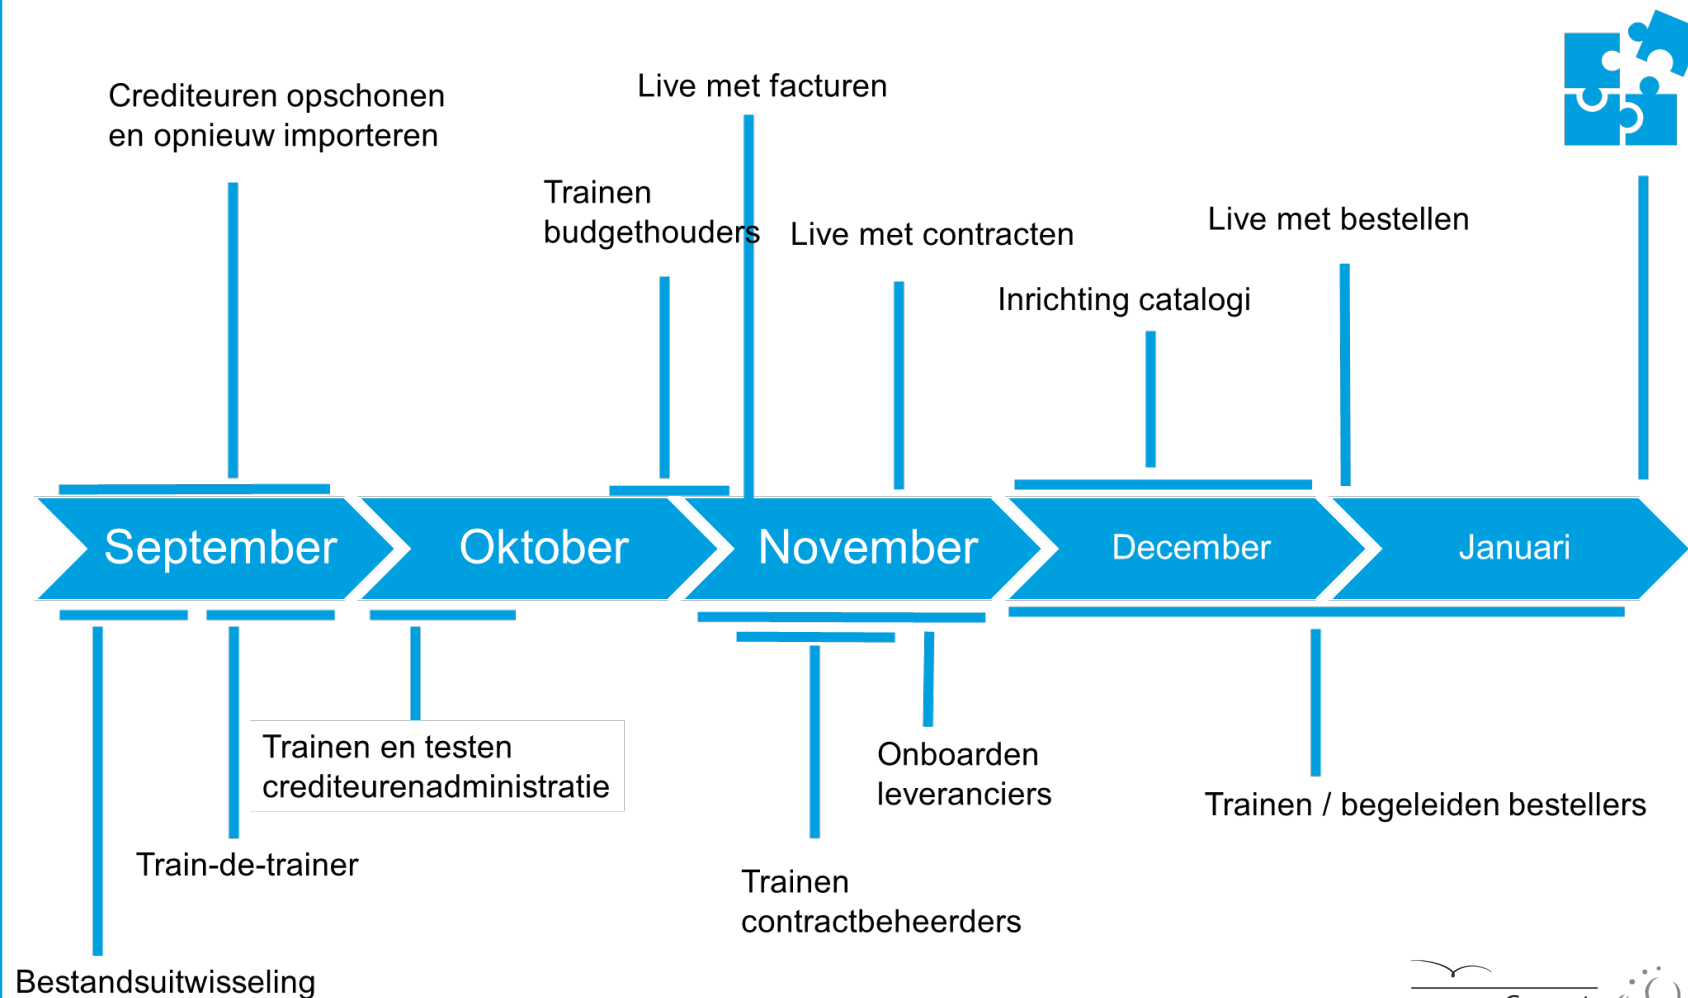 Crediteuren opschonen
en opnieuw importeren
Live met facturen
Trainen
budgethouders
Live met contracten
Live met bestellen
Inrichting catalogi
September
Oktober
November
December
Januari
Trainen en testen
crediteurenadministratie
Onboarden
leveranciers
Trainen / begeleiden bestellers
Train-de-trainer
Trainen
contractbeheerders
Bestandsuitwisseling